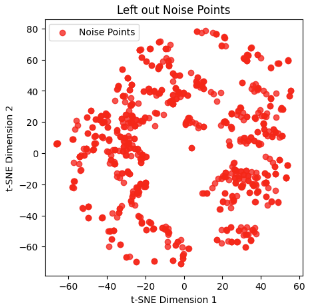 Left out Noise Points
Noise Points
80
60
40
20
0
−20
−40
−60
t-SNE Dimension 2
−60 −40 −20 0 20 40 60
t-SNE Dimension 1